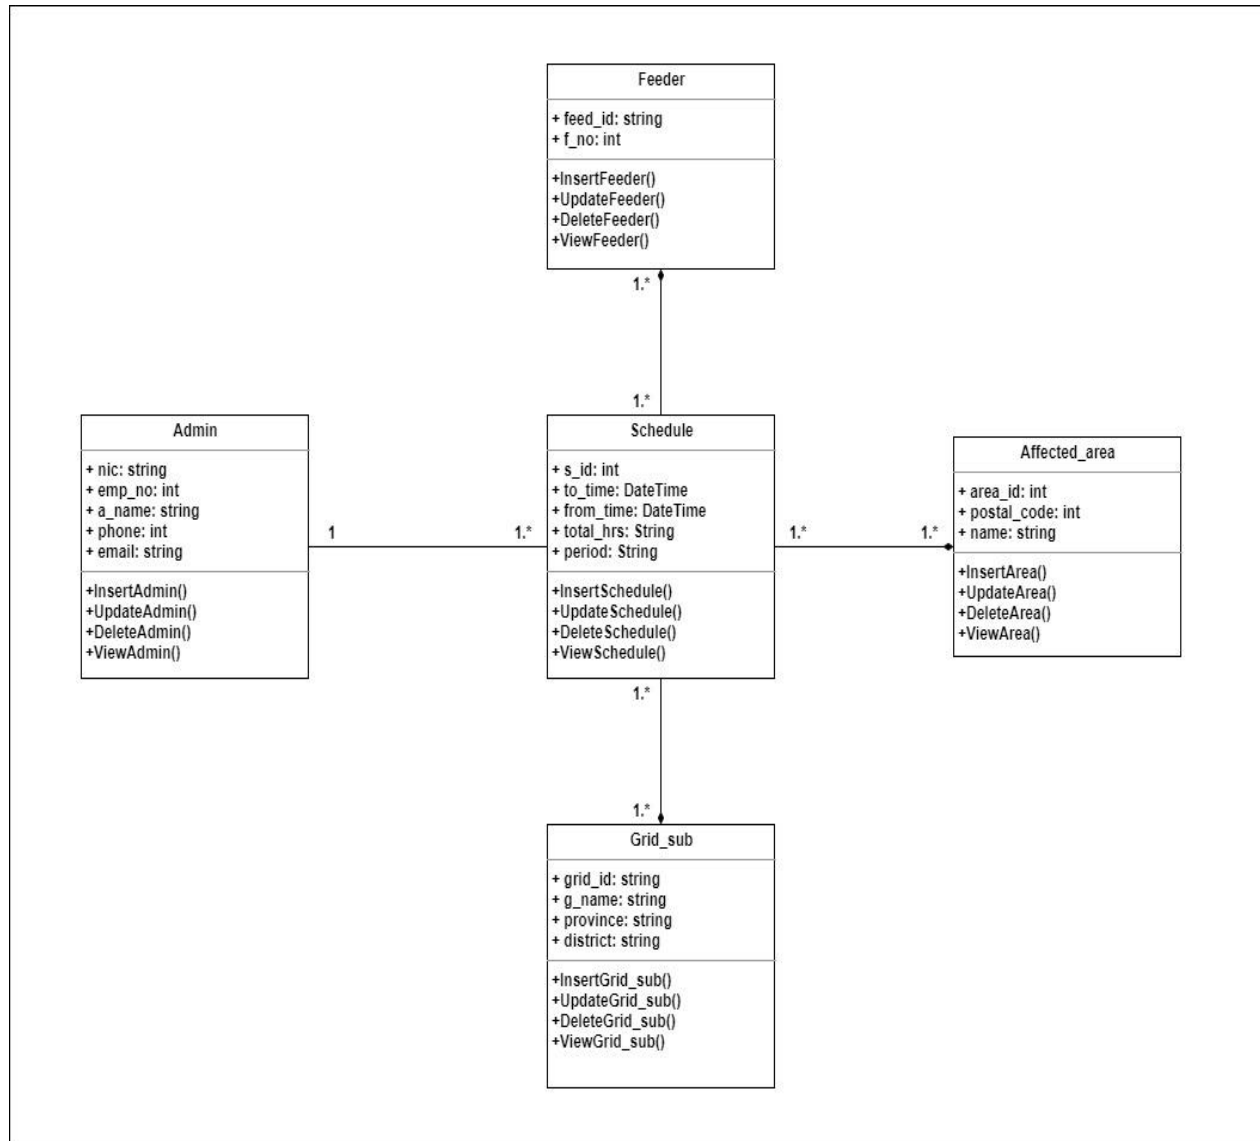 Feeder
+ feed_id: string
+ f_no: int
+InsertFeeder()
+UpdateFeeder()
+DeleteFeeder()
+ViewFeeder()
1.*
1.*
Admin
+ nic: string
+ emp_no: int
+ a_name: string
+ phone: int
+ email: string
+InsertAdmin()
+UpdateAdmin()
+DeleteAdmin()
+ViewAdmin()
1
1.*
Schedule
+ s_id: int
+ to_time: DateTime
+ from_time: DateTime
+ total_hrs: String
+ period: String
+InsertSchedule()
+UpdateSchedule()
+DeleteSchedule()
+ViewSchedule()
1.*
1.*
Affected_area
+ area_id: int
+ postal_code: int
+ name: string
+InsertArea()
+UpdateArea()
+DeleteArea()
+ViewArea()
1.*
1.*
Grid_sub
+ grid_id: string
+ g_name: string
+ province: string
+ district: string
+InsertGrid_sub()
+UpdateGrid_sub()
+DeleteGrid_sub()
+ViewGrid_sub()